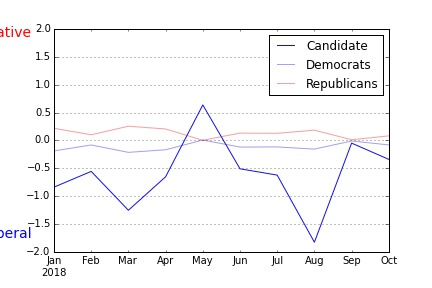 ative
2.0
1.5
1.0
0.5
0.0
−0.5
−1.0
−1.5
−2.0
beral
Candidate
Democrats
Republicans
Jan Feb Mar Apr May Jun Jul Aug Sep Oct
2018